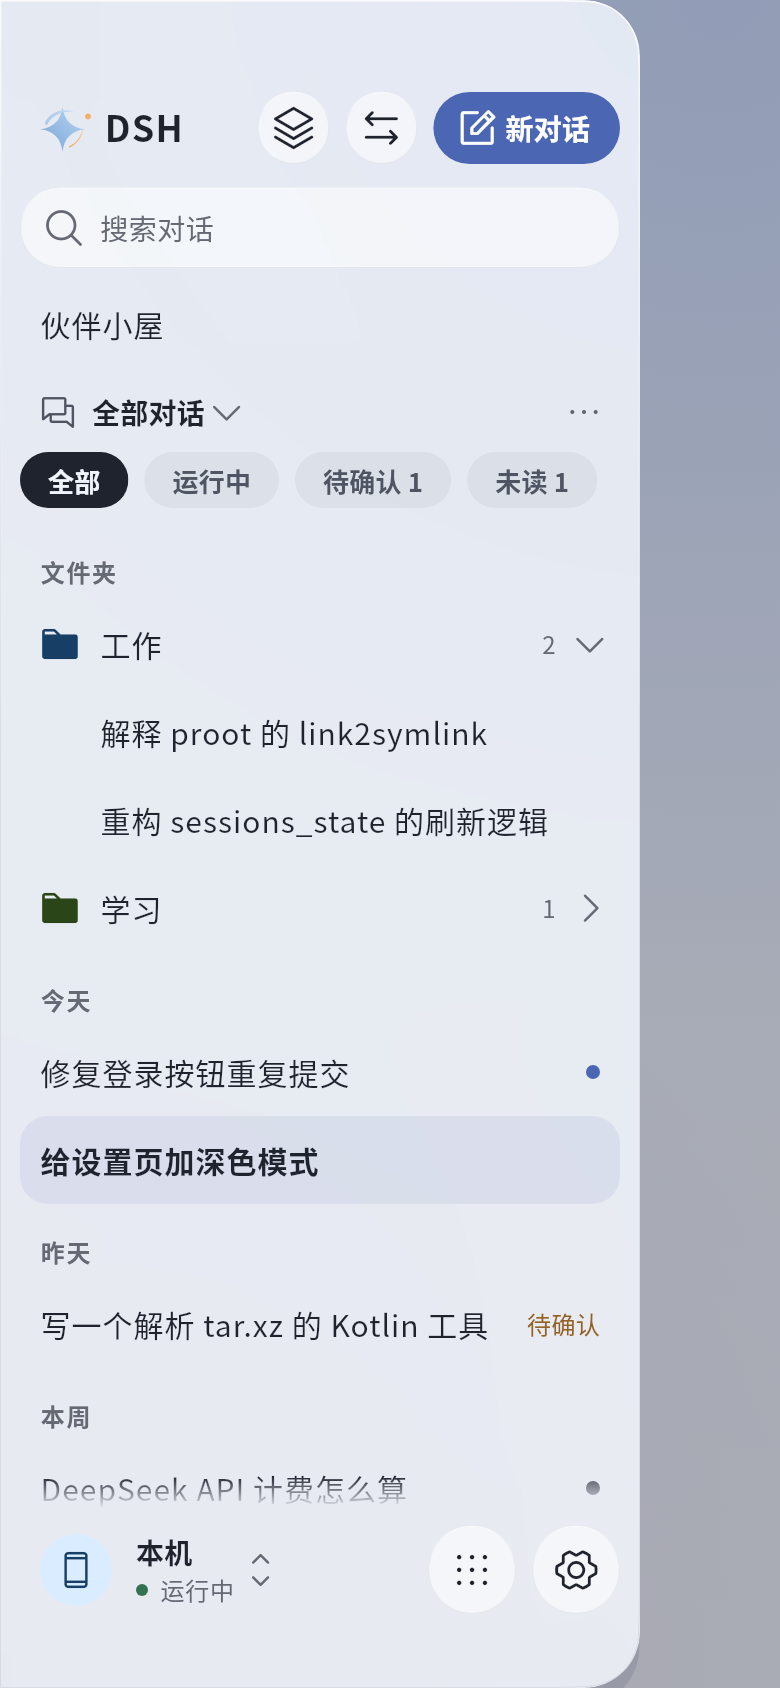 DSH
新对话
搜索对话
伙伴小屋
全部对话
全部 运行中 待确认 1 未读 1
文件夹
工作 2
解释 proot 的 link2symlink
重构 sessions_state 的刷新逻辑
学习 1
今天
修复登录按钮重复提交
给设置页加深色模式
昨天
写一个解析 tar.xz 的 Kotlin 工具 待确认
本周
DeepSeek API 计费怎么算
本机
运行中